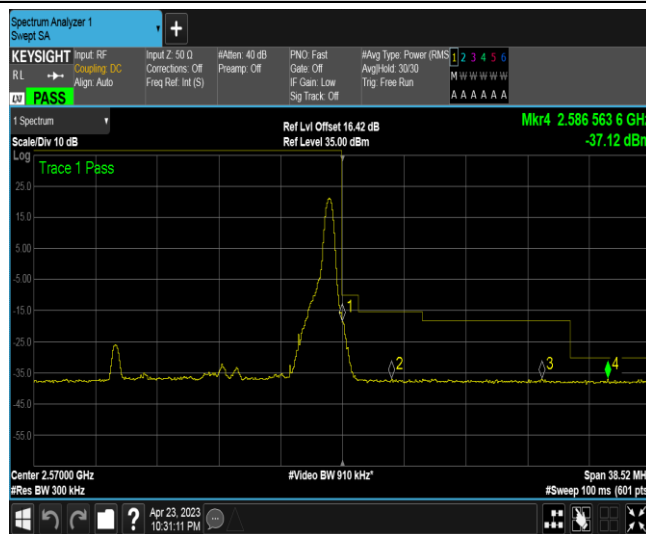 Spectrum Analyzer 1
Swept SA
+
KEYSIGHT
RL
LXI PASS
Input: RF
Coupling: DC
Align: Auto
Input Z: 50 Ω
Corrections: Off
Freq Ref: Int (S)
#Atten: 40 dB
Preamp: Off
PNO: Fast
Gate: Off
IF Gain: Low
Sig Track: Off
#Avg Type: Power (RMS
Avg|Hold: 30/30
Trig: Free Run
1 2 3 4 5 6
M W W W W W
A A A A A A
1 Spectrum
Scale/Div 10 dB
Ref Lvl Offset 16.42 dB
Ref Level 35.00 dBm
Mkr4 2.586 563 6 GHz
-37.12 dBm
Log
Trace 1 Pass
25.0
15.0
5.00
-5.00
-15.0
-25.0
-35.0
-45.0
-55.0
1
2
3
4
Center 2.57000 GHz
#Res BW 300 kHz
#Video BW 910 kHz*
Span 38.52 MH
#Sweep 100 ms (601 pts
?
Apr 23, 2023
10:31:11 PM